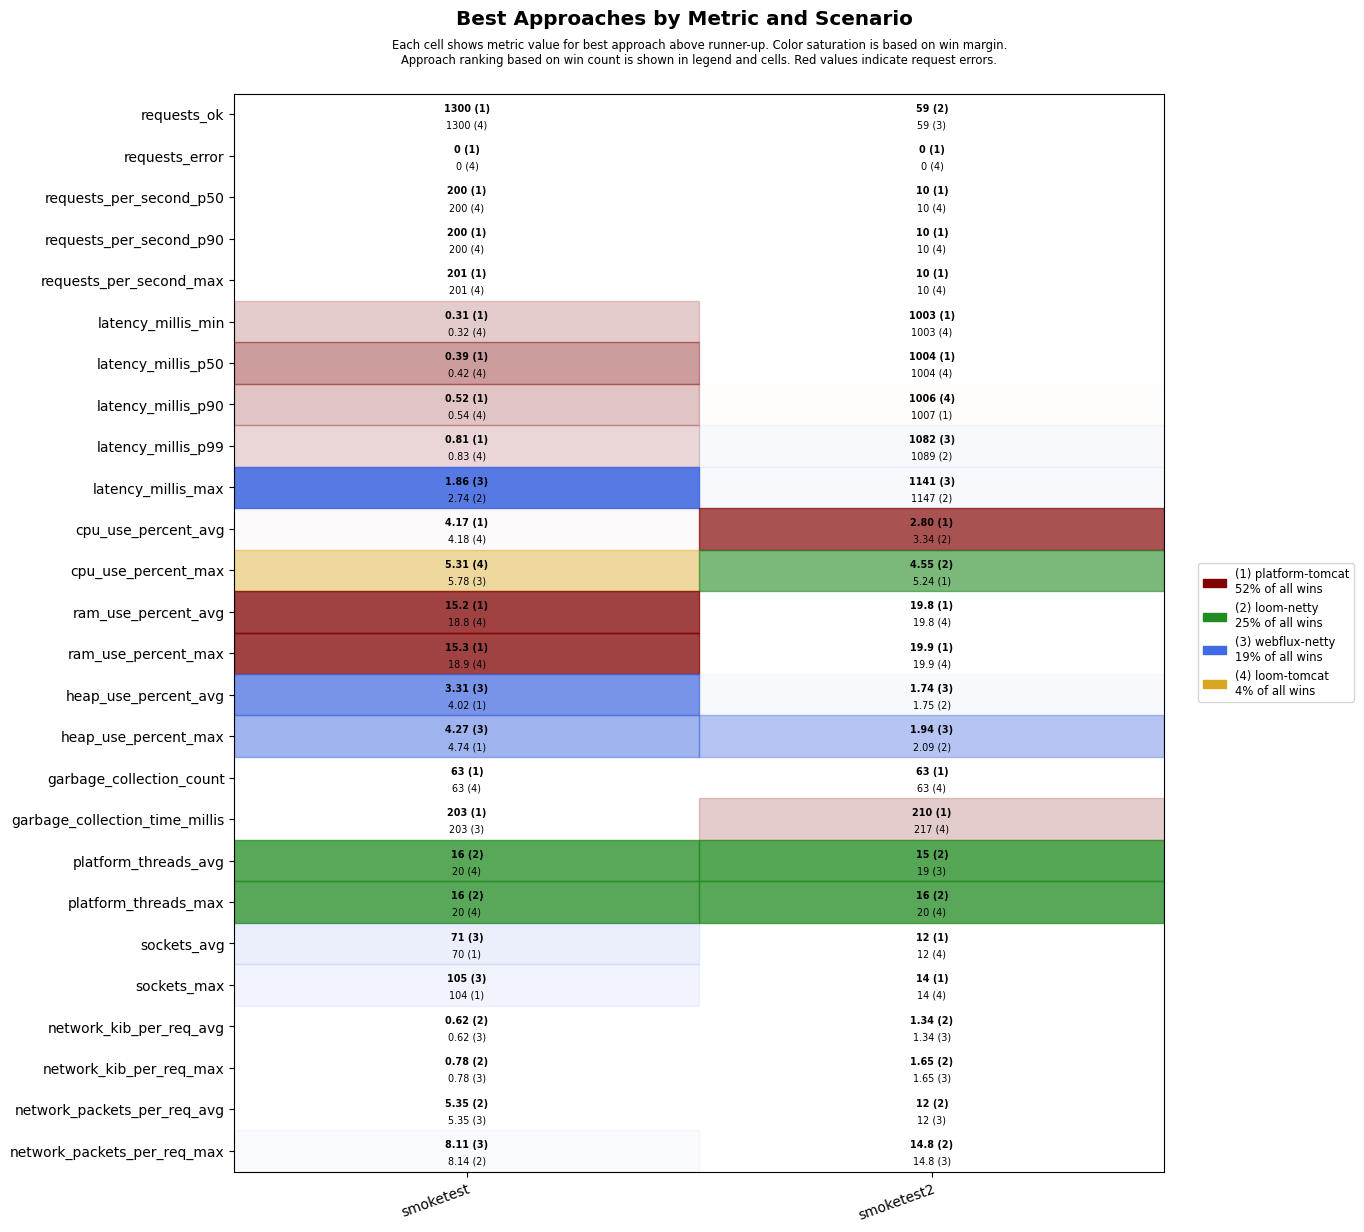 Best Approaches by Metric and Scenario
Each cell shows metric value for best approach above runner-up. Color saturation is based on win margin.
Approach ranking based on win count is shown in legend and cells. Red values indicate request errors.
requests_ok
1300 (1)
1300 (4)
59 (2)
59 (3)
requests_error
0 (1)
0 (4)
0 (1)
0 (4)
requests_per_second_p50
200 (1)
200 (4)
10 (1)
10 (4)
requests_per_second_p90
200 (1)
200 (4)
10 (1)
10 (4)
requests_per_second_max
201 (1)
201 (4)
10 (1)
10 (4)
latency_millis_min
0.31 (1)
0.32 (4)
1003 (1)
1003 (4)
latency_millis_p50
0.39 (1)
0.42 (4)
1004 (1)
1004 (4)
latency_millis_p90
0.52 (1)
0.54 (4)
1006 (4)
1007 (1)
latency_millis_p99
0.81 (1)
0.83 (4)
1082 (3)
1089 (2)
latency_millis_max
1.86 (3)
2.74 (2)
1141 (3)
1147 (2)
cpu_use_percent_avg
4.17 (1)
4.18 (4)
2.80 (1)
3.34 (2)
cpu_use_percent_max
5.31 (4)
5.78 (3)
4.55 (2)
5.24 (1)
ram_use_percent_avg
15.2 (1)
18.8 (4)
19.8 (1)
19.8 (4)
ram_use_percent_max
15.3 (1)
18.9 (4)
19.9 (1)
19.9 (4)
heap_use_percent_avg
3.31 (3)
4.02 (1)
1.74 (3)
1.75 (2)
heap_use_percent_max
4.27 (3)
4.74 (1)
1.94 (3)
2.09 (2)
garbage_collection_count
63 (1)
63 (4)
63 (1)
63 (4)
garbage_collection_time_millis
203 (1)
203 (3)
210 (1)
217 (4)
platform_threads_avg
16 (2)
20 (4)
15 (2)
19 (3)
platform_threads_max
16 (2)
20 (4)
16 (2)
20 (4)
sockets_avg
71 (3)
70 (1)
12 (1)
12 (4)
sockets_max
105 (3)
104 (1)
14 (1)
14 (4)
network_kib_per_req_avg
0.62 (2)
0.62 (3)
1.34 (2)
1.34 (3)
network_kib_per_req_max
0.78 (2)
0.78 (3)
1.65 (2)
1.65 (3)
network_packets_per_req_avg
5.35 (2)
5.35 (3)
12 (2)
12 (3)
network_packets_per_req_max
8.11 (3)
8.14 (2)
14.8 (2)
14.8 (3)
smoketest
smoketest2
(1) platform-tomcat
52% of all wins
(2) loom-netty
25% of all wins
(3) webflux-netty
19% of all wins
(4) loom-tomcat
4% of all wins